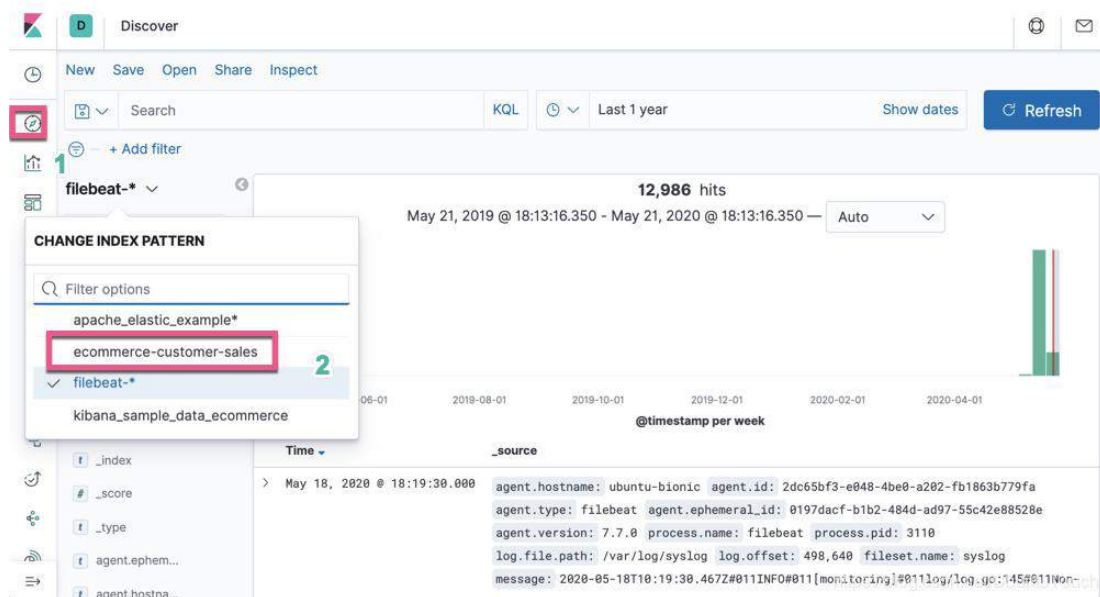 D Discover
New Save Open Share Inspect
Search KQL Last 1 year Show dates Refresh
+ Add filter
1
filebeat-*
12,986 hits
May 21, 2019 @ 18:13:16.350 - May 21, 2020 @ 18:13:16.350 — Auto
CHANGE INDEX PATTERN
Filter options
apache_elastic_example*
ecommerce-customer-sales
2
filebeat-*
kibana_sample_data_ecommerce
06-01 2019-08-01 2019-10-01 2019-12-01 2020-02-01 2020-04-01
@timestamp per week
Time _source
t _index
# _score
t _type
t agent.ephem...
t agent.hostna...
> May 18, 2020 @ 18:19:30.000
agent.hostname: ubuntu-bionic agent.id: 2dc65bf3-e048-4be0-a202-fb1863b779fa
agent.type: filebeat agent.ephemeral_id: 0197dacf-b1b2-484d-ad97-55c42e88528e
agent.version: 7.7.0 process.name: filebeat process.pid: 3110
log.file.path: /var/log/syslog log.offset: 498,640 fileset.name: syslog
message: 2020-05-18T10:19:30.467Z#011INFO#011[monitoring]#011log/log.go:145#011Non-